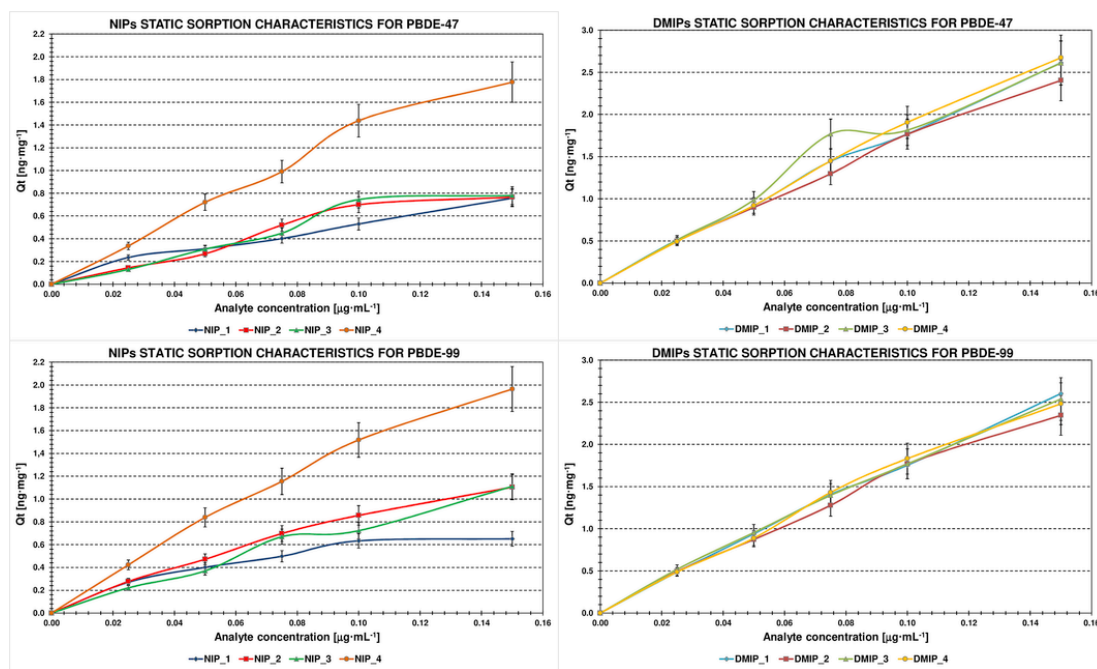 NIPs STATIC SORPTION CHARACTERISTICS FOR PBDE-47
2.2
2.0
1.8
1.6
1.4
1.2
1.0
0.8
0.6
0.4
0.2
0.0
Qt [ng·mg⁻¹]
0.00 0.02 0.04 0.06 0.08 0.10 0.12 0.14 0.16
Analyte concentration [µg·mL⁻¹]
NIP_1 NIP_2 NIP_3 NIP_4
DMIPs STATIC SORPTION CHARACTERISTICS FOR PBDE-47
3.0
2.5
2.0
1.5
1.0
0.5
0.0
Qt [ng·mg⁻¹]
0.00 0.02 0.04 0.06 0.08 0.10 0.12 0.14 0.16
Analyte concentration [µg·mL⁻¹]
DMIP_1 DMIP_2 DMIP_3 DMIP_4
NIPs STATIC SORPTION CHARACTERISTICS FOR PBDE-99
2.2
2.0
1.8
1.6
1.4
1.2
1.0
0.8
0.6
0.4
0.2
0.0
Qt [ng·mg⁻¹]
0.00 0.02 0.04 0.06 0.08 0.10 0.12 0.14 0.16
Analyte concentration [µg·mL⁻¹]
NIP_1 NIP_2 NIP_3 NIP_4
DMIPs STATIC SORPTION CHARACTERISTICS FOR PBDE-99
3.0
2.5
2.0
1.5
1.0
0.5
0.0
Qt [ng·mg⁻¹]
0.00 0.02 0.04 0.06 0.08 0.10 0.12 0.14 0.16
Analyte concentration [µg·mL⁻¹]
DMIP_1 DMIP_2 DMIP_3 DMIP_4